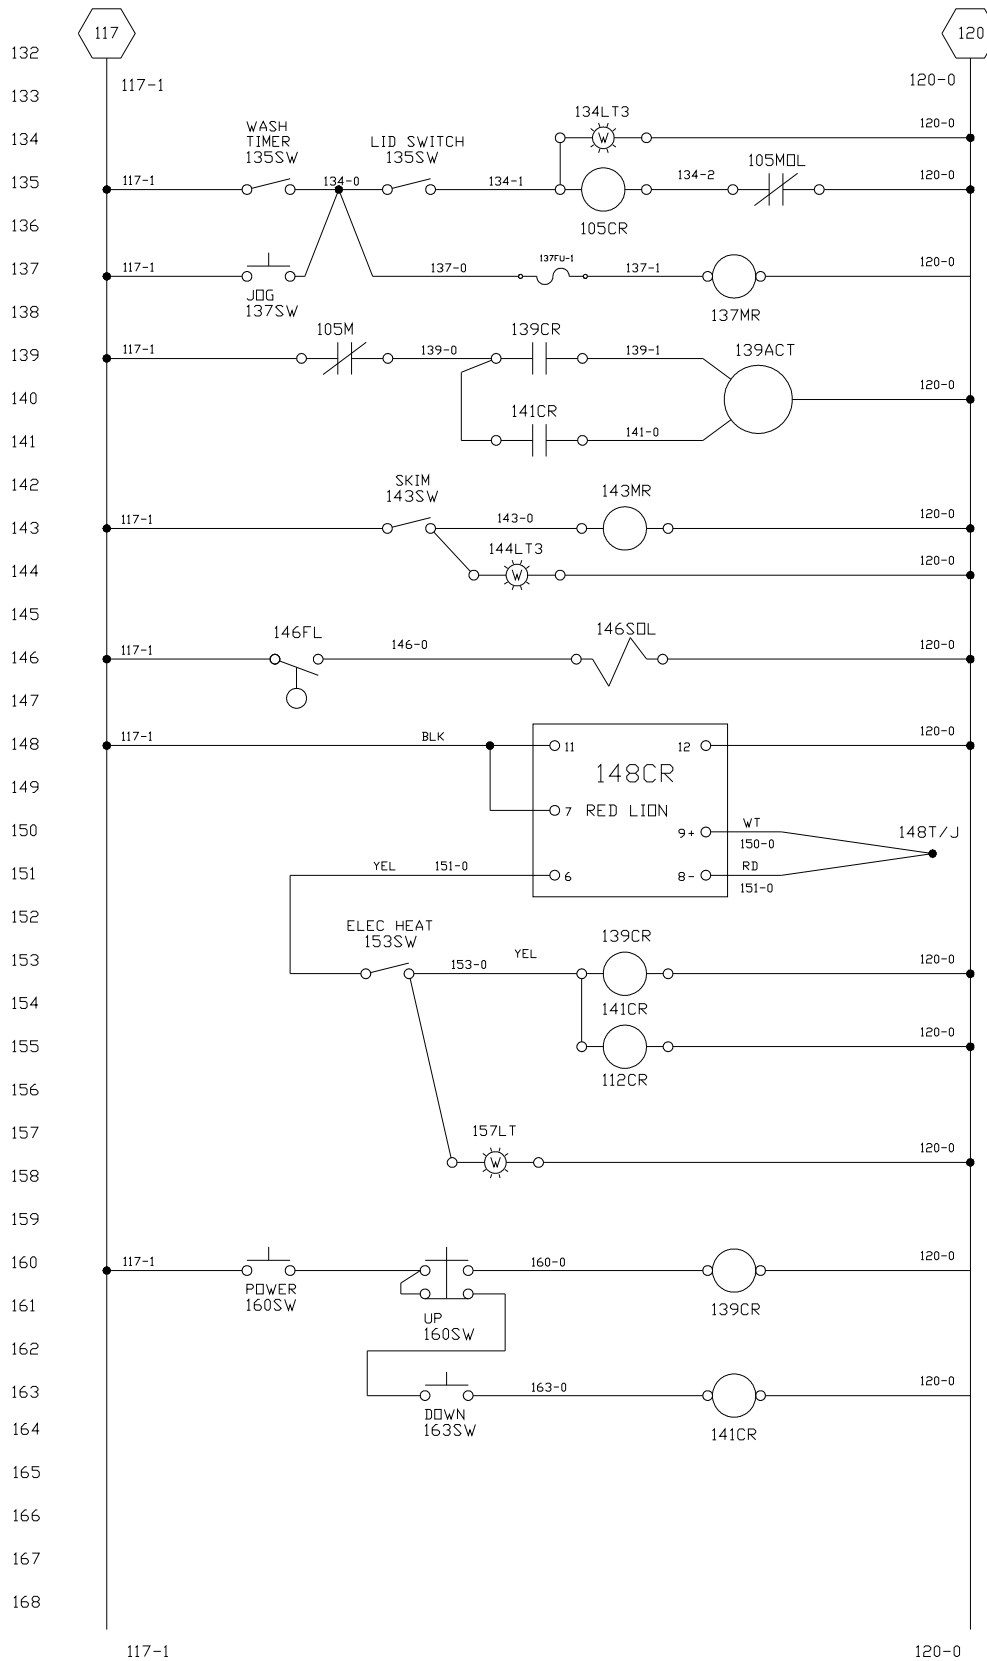 117
120
132
117-1
120-0
133
134LT3
WASH
TIMER
135SW
LID SWITCH
135SW
134
W
120-0
105MOL
135
117-1
134-0
134-1
134-2
120-0
136
105CR
137
117-1
137-0
137FU-1
137-1
120-0
JOG
137SW
138
137MR
105M
139CR
139
117-1
139-0
139-1
139ACT
140
120-0
141CR
141
141-0
142
SKIM
143SW
143MR
143
117-1
143-0
120-0
144LT3
144
W
120-0
145
146FL
146SOL
146
117-1
146-0
120-0
147
148
117-1
BLK
11
12
120-0
149
148CR
7 RED LION
150
9+
WT
150-0
148T/J
151
YEL
151-0
6
8-
RD
151-0
152
ELEC HEAT
153SW
139CR
153
153-0
YEL
120-0
154
141CR
155
120-0
156
112CR
157
157LT
W
120-0
158
159
160
117-1
160-0
120-0
POWER
160SW
161
139CR
UP
160SW
162
163
163-0
120-0
DOWN
163SW
164
141CR
165
166
167
168
117-1
120-0